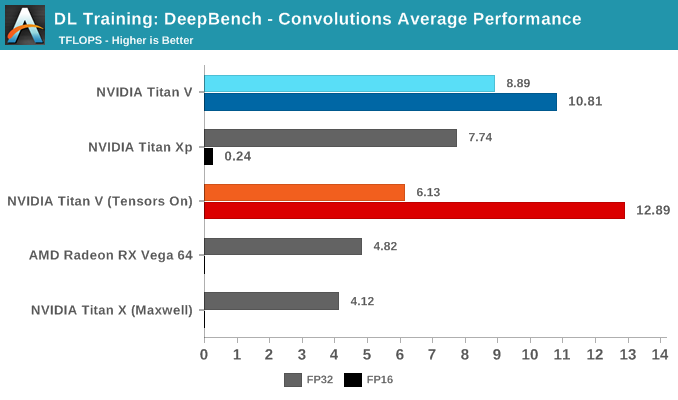 DL Training: DeepBench - Convolutions Average Performance
TFLOPS - Higher is Better
NVIDIA Titan V
8.89
10.81
NVIDIA Titan Xp
7.74
0.24
NVIDIA Titan V (Tensors On)
6.13
12.89
AMD Radeon RX Vega 64
4.82
NVIDIA Titan X (Maxwell)
4.12
0 1 2 3 4 5 6 7 8 9 10 11 12 13 14
FP32 FP16